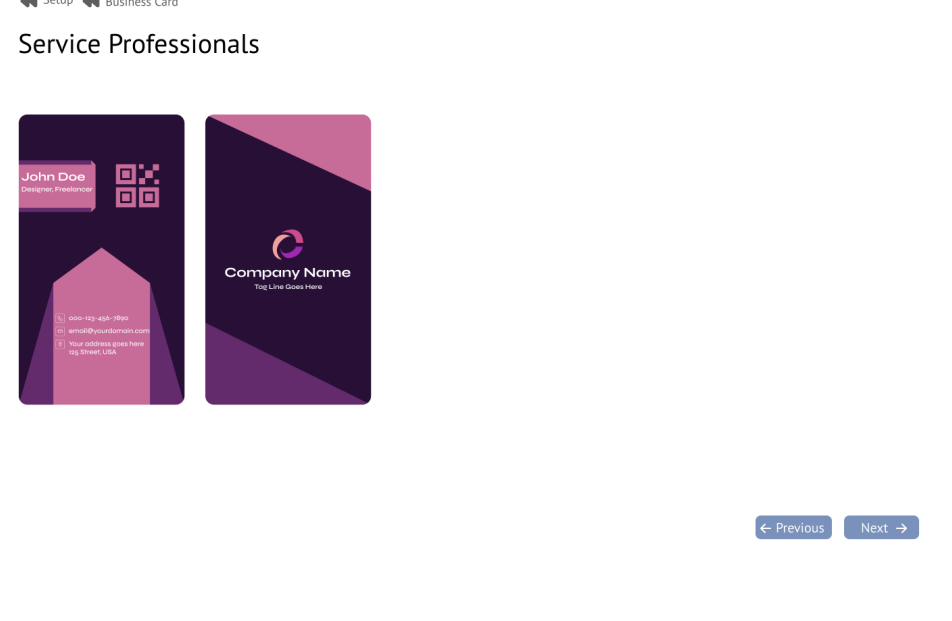 Setup Business Card
Service Professionals
John Doe
Designer, Freelancer
000-123-456-7890
email@yourdomain.com
Your address goes here
125 Street, USA
Company Name
Tag Line Goes Here
Previous
Next